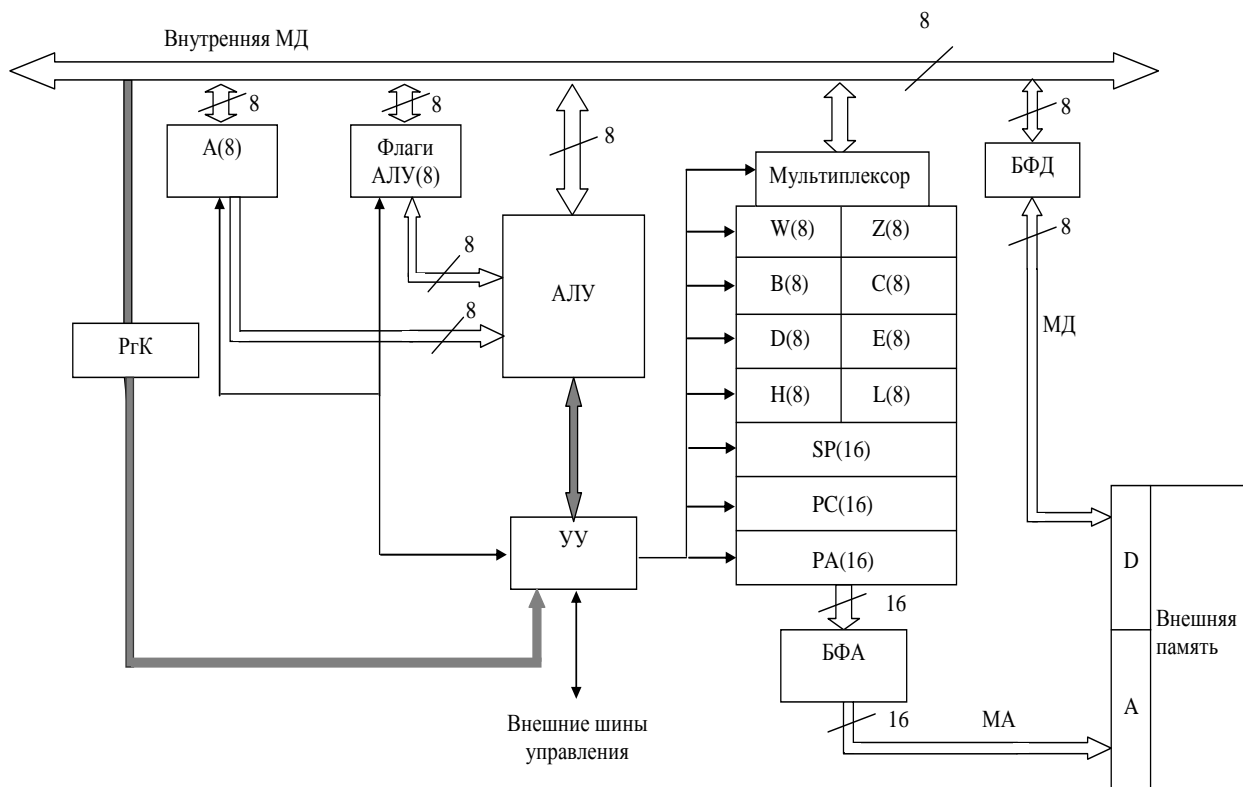 Внутренняя МД
8
8
8
8
8
А(8)
Флаги
АЛУ(8)
Мультиплексор
БФД
W(8)
Z(8)
8
8
АЛУ
B(8)
C(8)
8
РгК
D(8)
E(8)
МД
H(8)
L(8)
SP(16)
PC(16)
УУ
PA(16)
D
16
БФА
Внешняя
память
16
МА
A
Внешние шины
управления